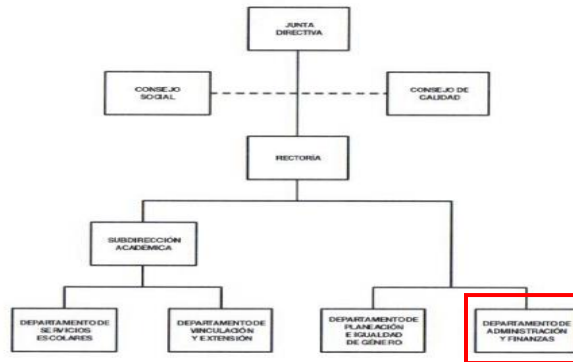 JUNTA
DIRECTIVA
CONSEJO
SOCIAL
CONSEJO DE
CALIDAD
RECTORÍA
SUBDIRECCIÓN
ACADÉMICA
DEPARTAMENTO DE
SERVICIOS
ESCOLARES
DEPARTAMENTO DE
VINCULACIÓN
Y EXTENSIÓN
DEPARTAMENTO DE
PLANEACIÓN
E IGUALDAD
DE GÉNERO
DEPARTAMENTO DE
ADMINISTRACIÓN
Y FINANZAS